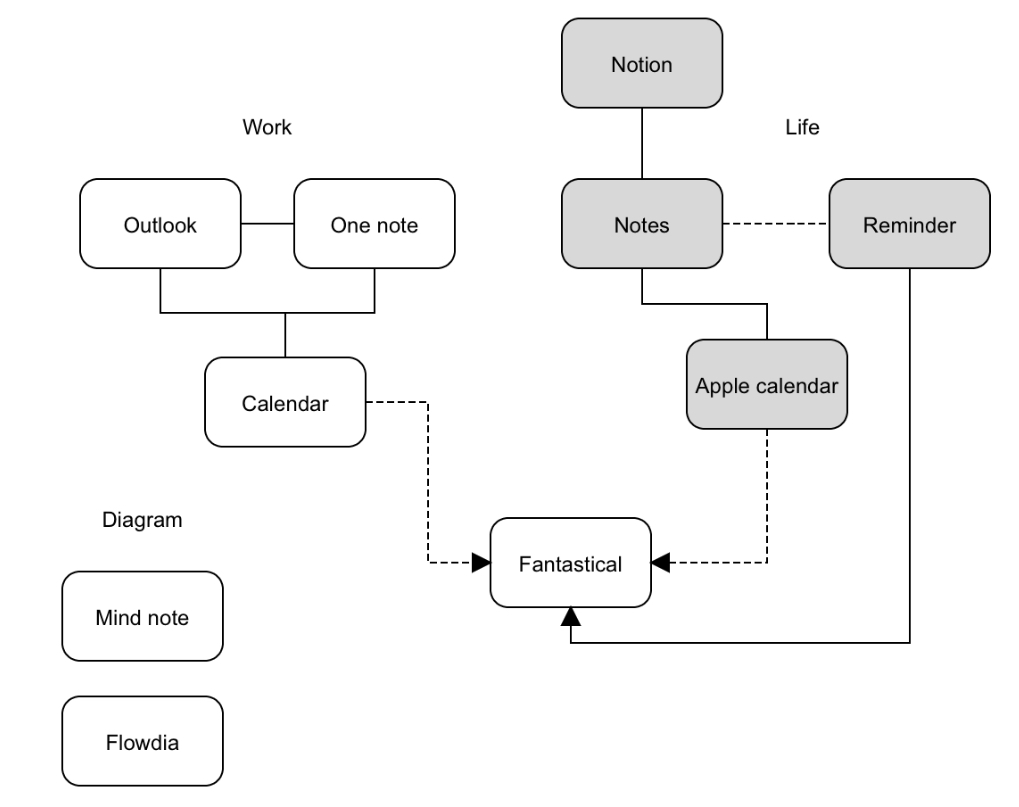 Notion
Work
Life
Outlook
One note
Notes
Reminder
Calendar
Apple calendar
Diagram
Fantastical
Mind note
Flowdia